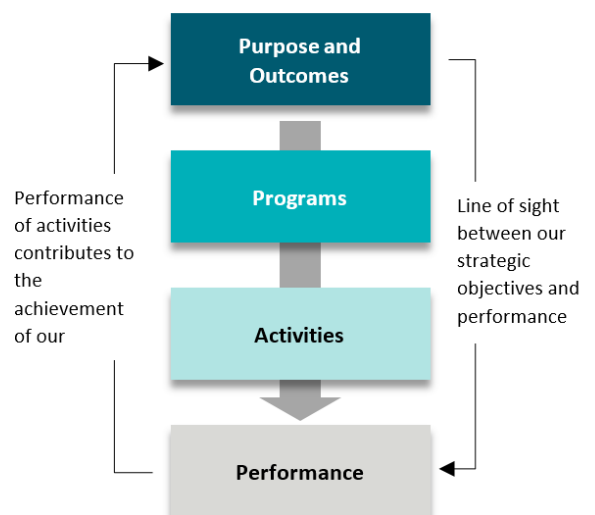 Purpose and
Outcomes
Programs
Activities
Performance
Performance
of activities
contributes to
the
achievement
of our
Line of sight
between our
strategic
objectives and
performance